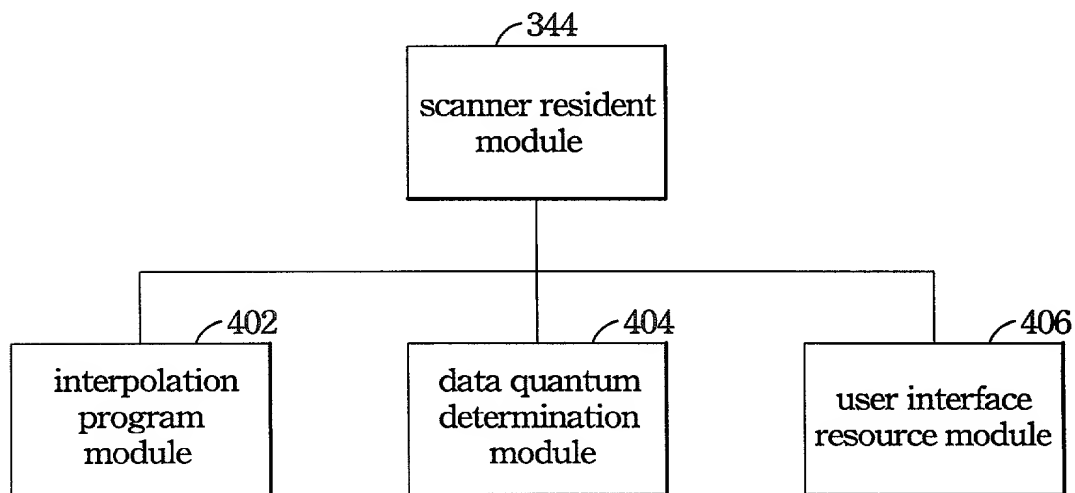 344
scanner resident
module
402
404
406
interpolation
program
module
data quantum
determination
module
user interface
resource module